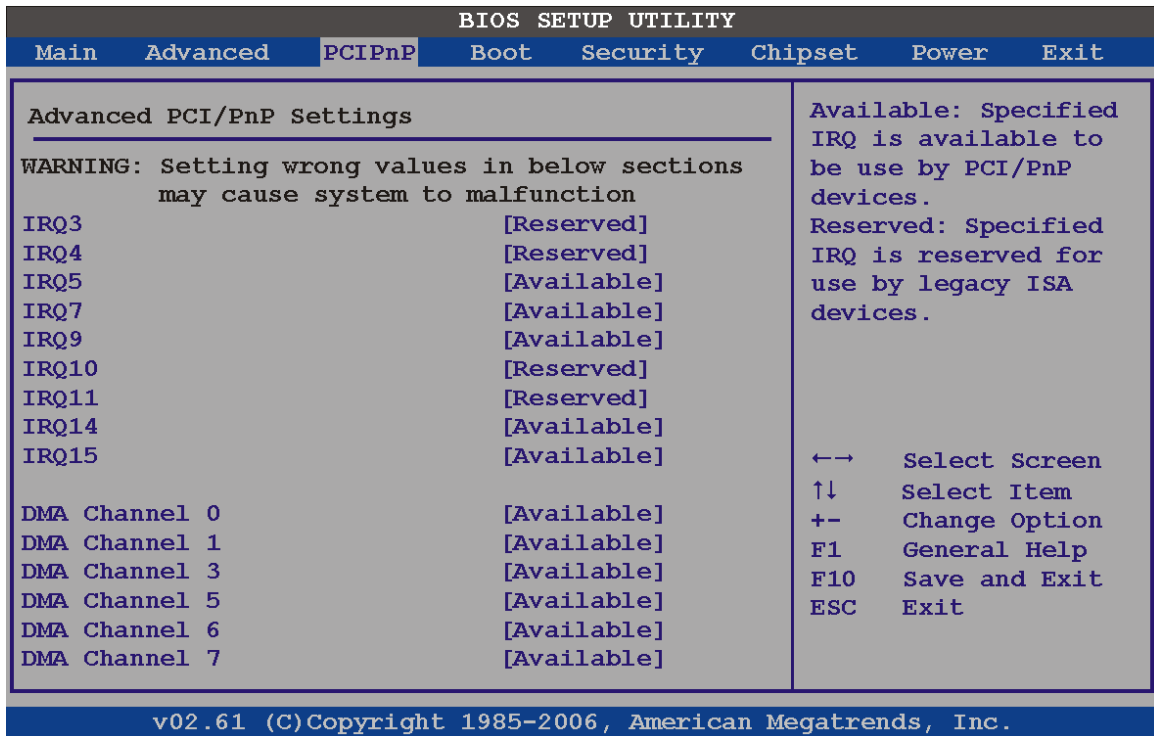 BIOS SETUP UTILITY
Main Advanced PCIPnP Boot Security Chipset Power Exit
Advanced PCI/PnP Settings
WARNING: Setting wrong values in below sections
may cause system to malfunction
IRQ3 [Reserved]
IRQ4 [Reserved]
IRQ5 [Available]
IRQ7 [Available]
IRQ9 [Available]
IRQ10 [Reserved]
IRQ11 [Reserved]
IRQ14 [Available]
IRQ15 [Available]
DMA Channel 0 [Available]
DMA Channel 1 [Available]
DMA Channel 3 [Available]
DMA Channel 5 [Available]
DMA Channel 6 [Available]
DMA Channel 7 [Available]
Available: Specified
IRQ is available to
be use by PCI/PnP
devices.
Reserved: Specified
IRQ is reserved for
use by legacy ISA
devices.
←→ Select Screen
↑↓ Select Item
+- Change Option
F1 General Help
F10 Save and Exit
ESC Exit
v02.61 (C)Copyright 1985-2006, American Megatrends, Inc.